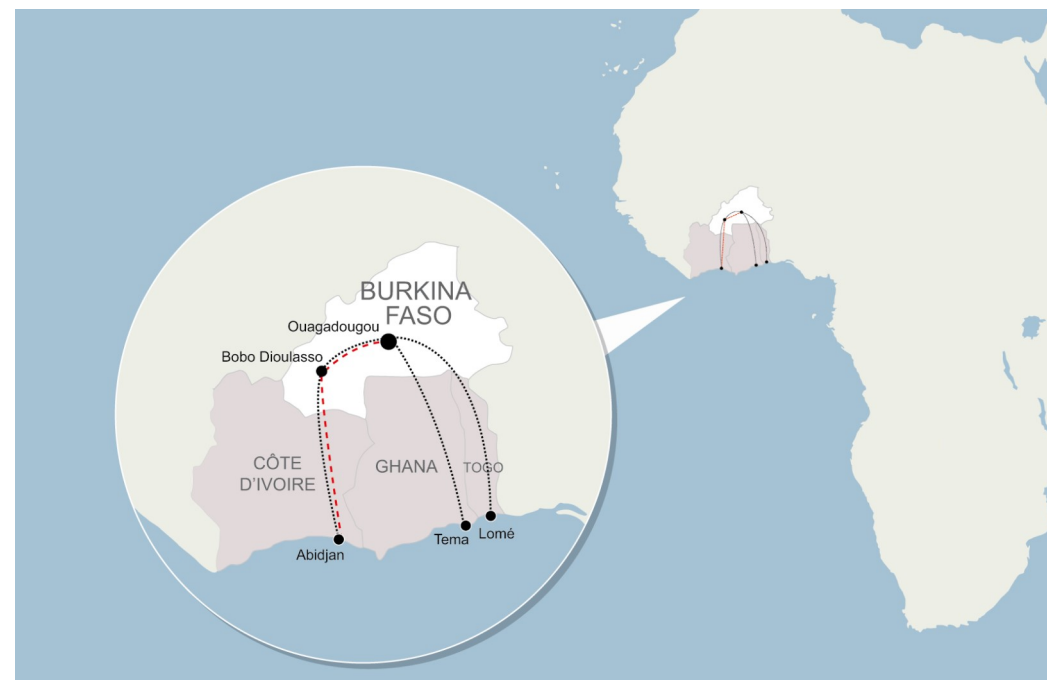 BURKINA
FASO
Ouagadougou
Bobo Dioulasso
CÔTE
D'IVOIRE
GHANA
TOGO
Abidjan
Tema
Lomé